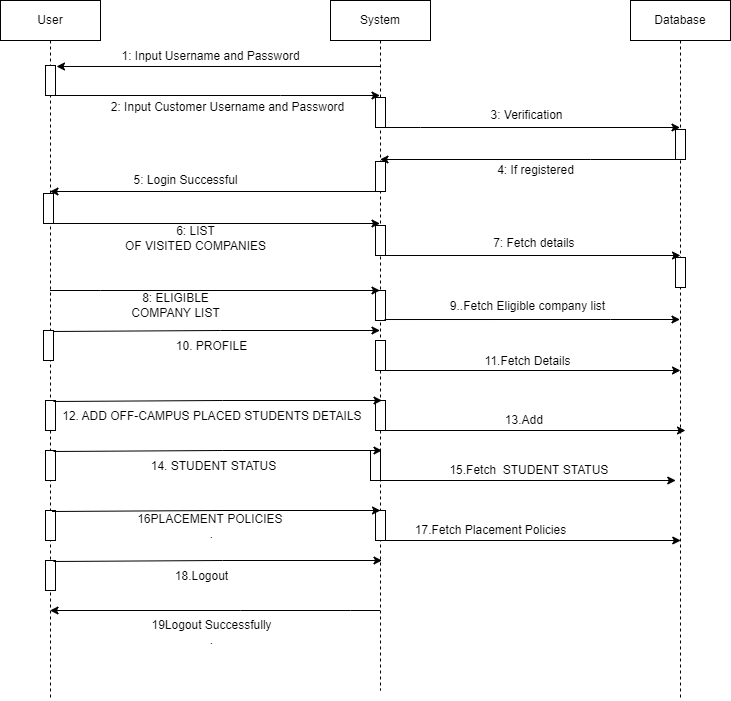 User
System
Database
1: Input Username and Password
2: Input Customer Username and Password
3: Verification
4: If registered
5: Login Successful
6: LIST
OF VISITED COMPANIES
7: Fetch details
8: ELIGIBLE
COMPANY LIST
9..Fetch Eligible company list
10. PROFILE
11.Fetch Details
12. ADD OFF-CAMPUS PLACED STUDENTS DETAILS
13.Add
14. STUDENT STATUS
15.Fetch STUDENT STATUS
16PLACEMENT POLICIES
.
17.Fetch Placement Policies
18.Logout
19Logout Successfully
.